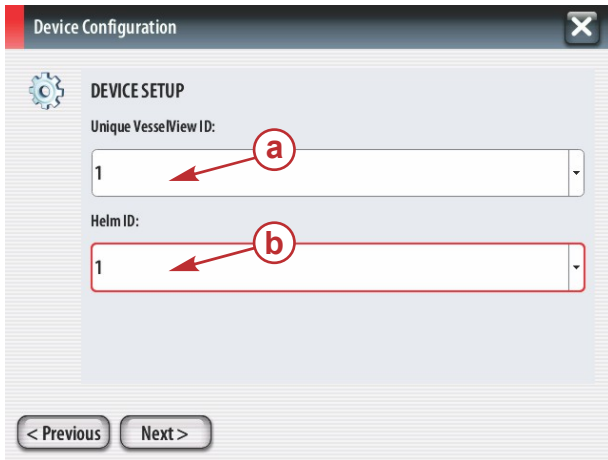 Device Configuration
DEVICE SETUP
Unique VesselView ID:
a
1
Helm ID:
b
1
< Previous
Next >